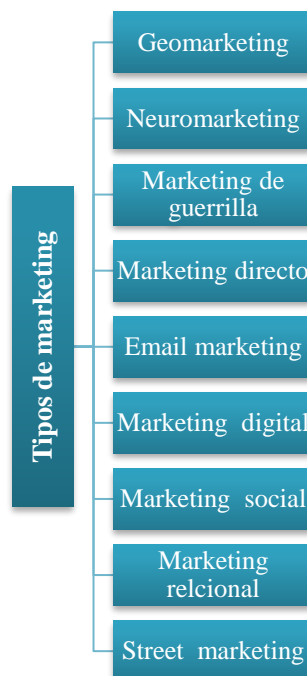 Tipos de marketing
Geomarketing
Neuromarketing
Marketing de
guerrilla
Marketing directo
Email marketing
Marketing digital
Marketing social
Marketing
relcional
Street marketing